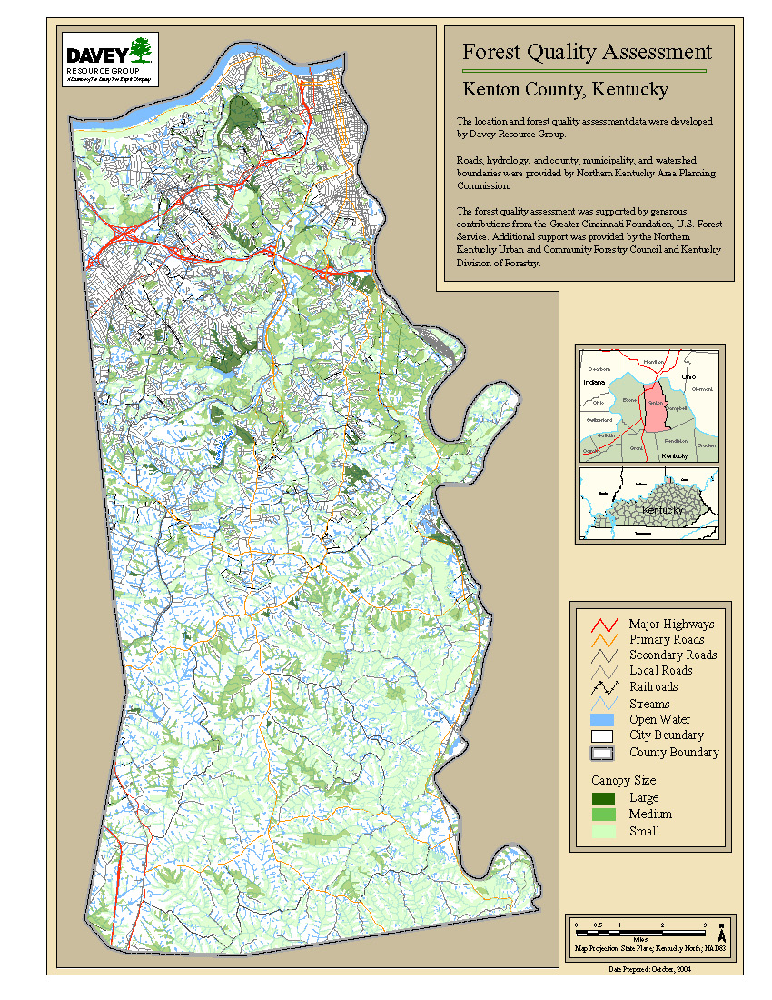 DAVEY
RESOURCE GROUP
Forest Quality Assessment
Kenton County, Kentucky
The location and forest quality assessment data were developed
by Davey Resource Group.
Roads, hydrology, and county, municipality, and watershed
boundaries were provided by Northern Kentucky Area Planning
Commission.
The forest quality assessment was supported by generous
contributions from the Greater Cincinnati Foundation, U.S. Forest
Service. Additional support was provided by the Northern
Kentucky Urban and Community Forestry Council and Kentucky
Division of Forestry.
Dearborn
Hamilton
Indiana
Ohio
Clermont
Ohio
Boone
Kenton
Campbell
Switzerland
Gallatin
Pendleton
Grant
Bracken
Kentucky
Kentucky
Major Highways
Primary Roads
Secondary Roads
Local Roads
Railroads
Streams
Open Water
City Boundary
County Boundary
Canopy Size
Large
Medium
Small
0 0.5 1 2 3
Miles
Map Projection: State Plane; Kentucky North; NAD83
Date Prepared: October, 2004